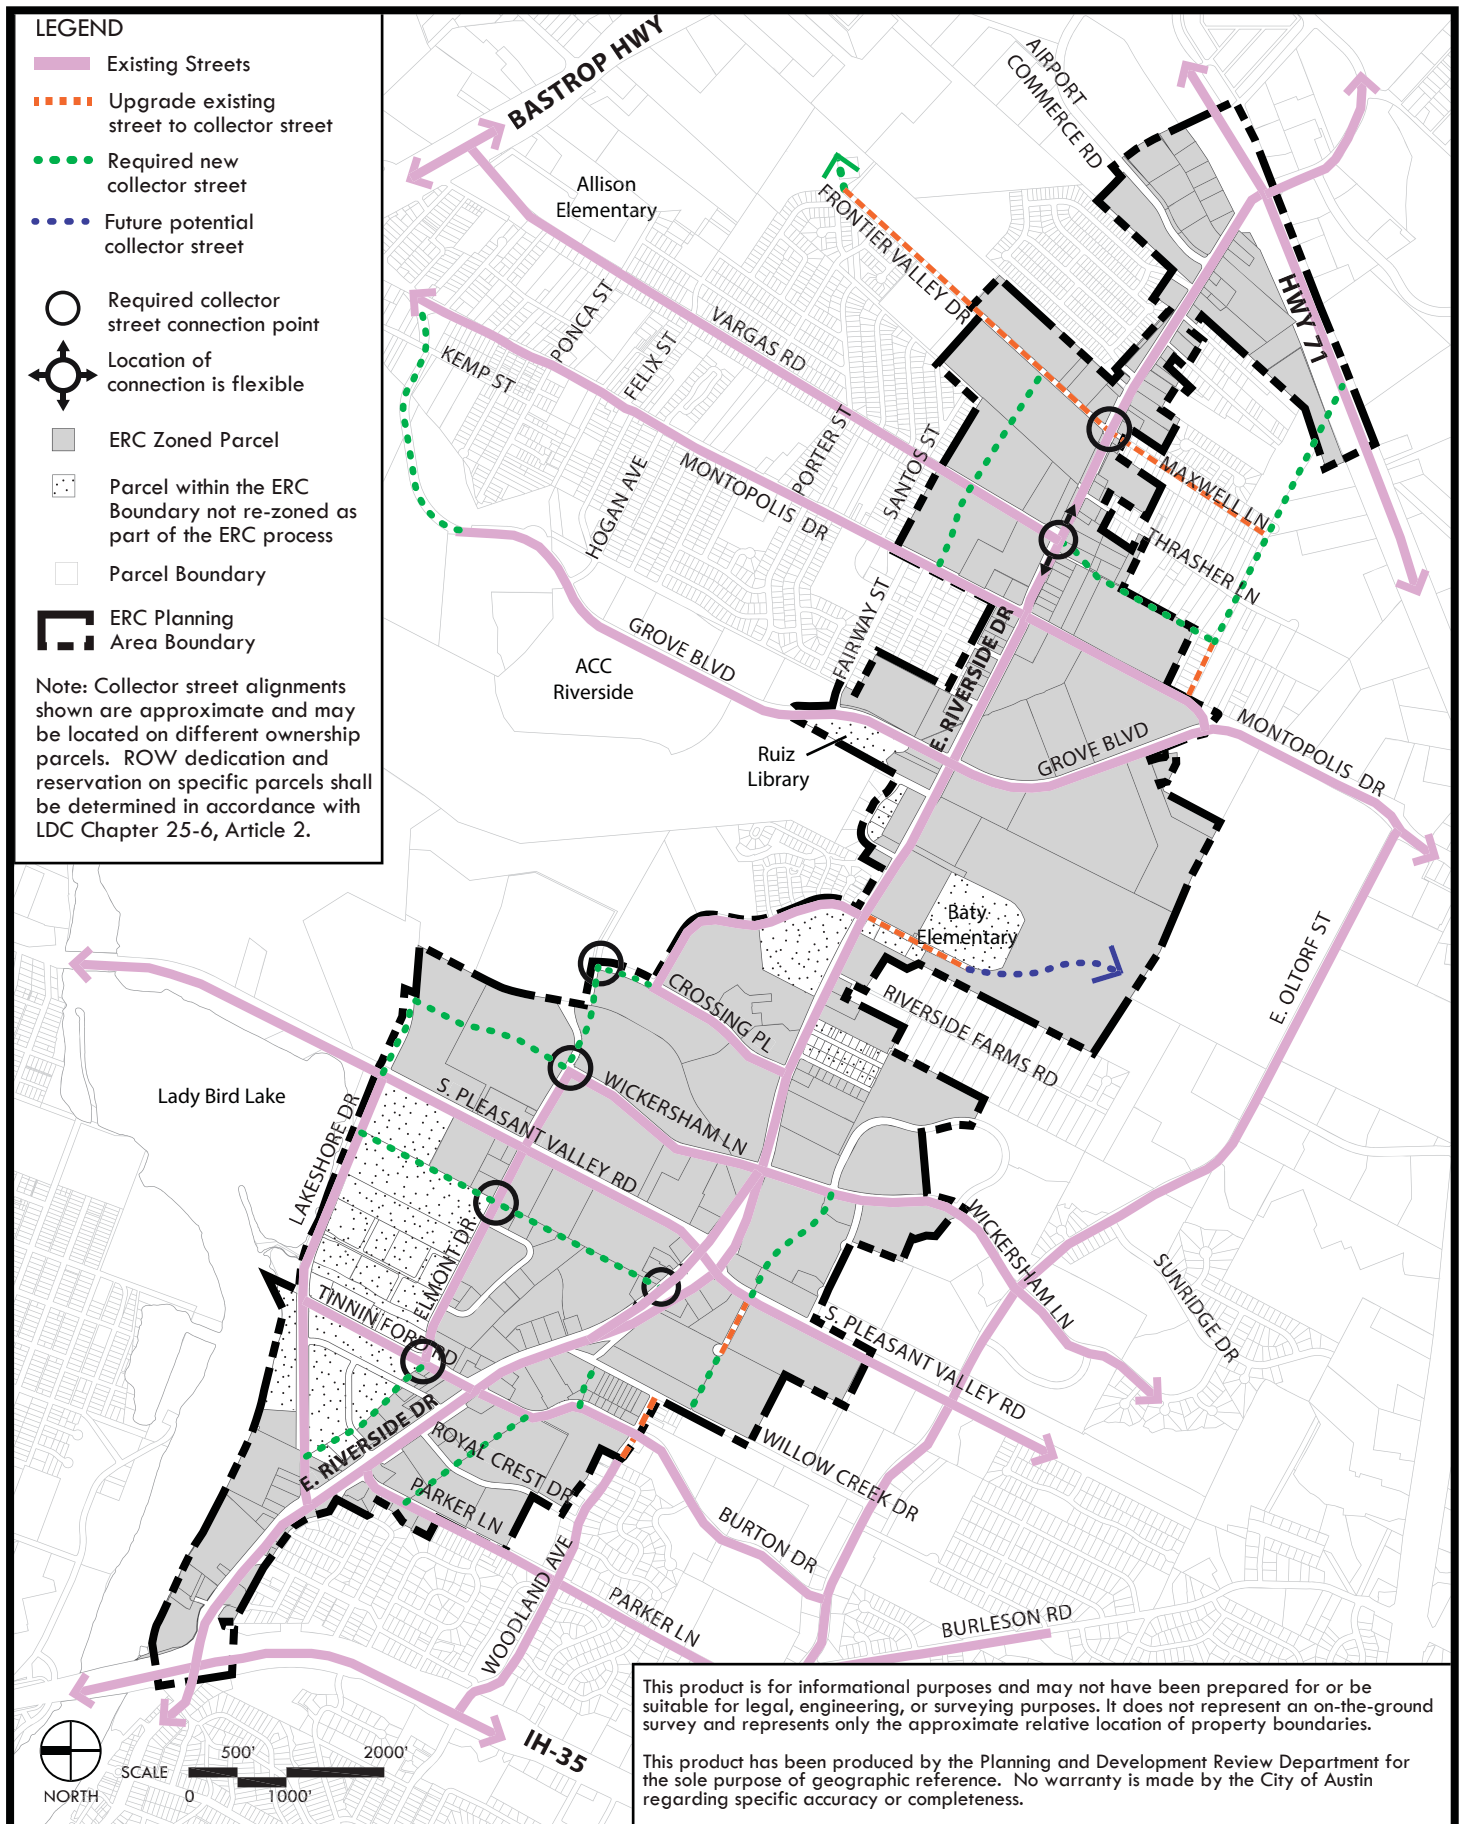 LEGEND
Existing Streets
Upgrade existing
street to collector street
Required new
collector street
Future potential
collector street
Required collector
street connection point
Location of
connection is flexible
ERC Zoned Parcel
Parcel within the ERC
Boundary not re-zoned as
part of the ERC process
Parcel Boundary
ERC Planning
Area Boundary
Note: Collector street alignments
shown are approximate and may
be located on different ownership
parcels.  ROW dedication and
reservation on specific parcels shall
be determined in accordance with
LDC Chapter 25-6, Article 2.
BASTROP HWY
AIRPORT
COMMERCE RD
Allison
Elementary
FRONTIER VALLEY DR
HWY 71
PONCA ST
VARGAS RD
KEMP ST
FELIX ST
PORTER ST
SANTOS ST
MONTOPOLIS DR
HOGAN AVE
MAXWELL LN
THRASHER LN
FAIRWAY ST
GROVE BLVD
ACC
Riverside
E. RIVERSIDE DR
Ruiz
Library
GROVE BLVD
MONTOPOLIS DR
Baty
Elementary
E. OLTORF ST
CROSSING PL
RIVERSIDE FARMS RD
Lady Bird Lake
S. PLEASANT VALLEY RD
WICKERSHAM LN
LAKESHORE DR
ELMONT DR
WICKERSHAM LN
SUNRIDGE DR
TINNIN FORD RD
S. PLEASANT VALLEY RD
E. RIVERSIDE DR
ROYAL CREST DR
PARKER LN
WILLOW CREEK DR
BURTON DR
WOODLAND AVE
PARKER LN
BURLESON RD
IH-35
NORTH
SCALE
500'
2000'
0
1000'
This product is for informational purposes and may not have been prepared for or be
suitable for legal, engineering, or surveying purposes. It does not represent an on-the-ground
survey and represents only the approximate relative location of property boundaries.
This product has been produced by the Planning and Development Review Department for
the sole purpose of geographic reference.  No warranty is made by the City of Austin
regarding specific accuracy or completeness.